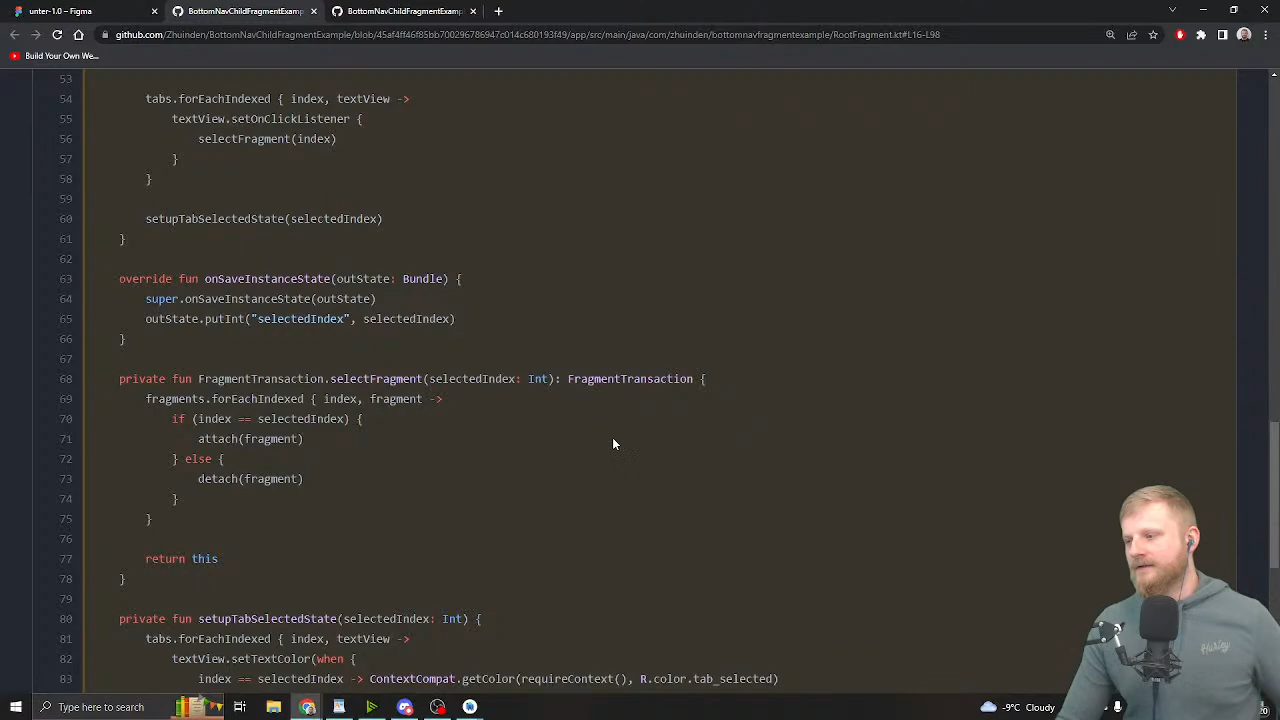 unter-1.0 – Figma
BottomNavChildFragmentExamp
BottomNavChildFragmentExamp
github.com/Zhuinden/BottomNavChildFragmentExample/blob/45af4ff46f85bb700296786947c014c680193f49/app/src/main/java/com/zhuinden/bottomnavfragmentexample/RootFragment.kt#L16-L98
Build Your Own We...
53
54 tabs.forEachIndexed { index, textView ->
55 textView.setOnClickListener {
56 selectFragment(index)
57 }
58 }
59
60 setupTabSelectedState(selectedIndex)
61 }
62
63 override fun onSaveInstanceState(outState: Bundle) {
64 super.onSaveInstanceState(outState)
65 outState.putInt("selectedIndex", selectedIndex)
66 }
67
68 private fun FragmentTransaction.selectFragment(selectedIndex: Int): FragmentTransaction {
69 fragments.forEachIndexed { index, fragment ->
70 if (index == selectedIndex) {
71 attach(fragment)
72 } else {
73 detach(fragment)
74 }
75 }
76
77 return this
78 }
79
80 private fun setupTabSelectedState(selectedIndex: Int) {
81 tabs.forEachIndexed { index, textView ->
82 textView.setTextColor(when {
83 index == selectedIndex -> ContextCompat.getColor(requireContext(), R.color.tab_selected)
Hurley
Type here to search
-9°C Cloudy